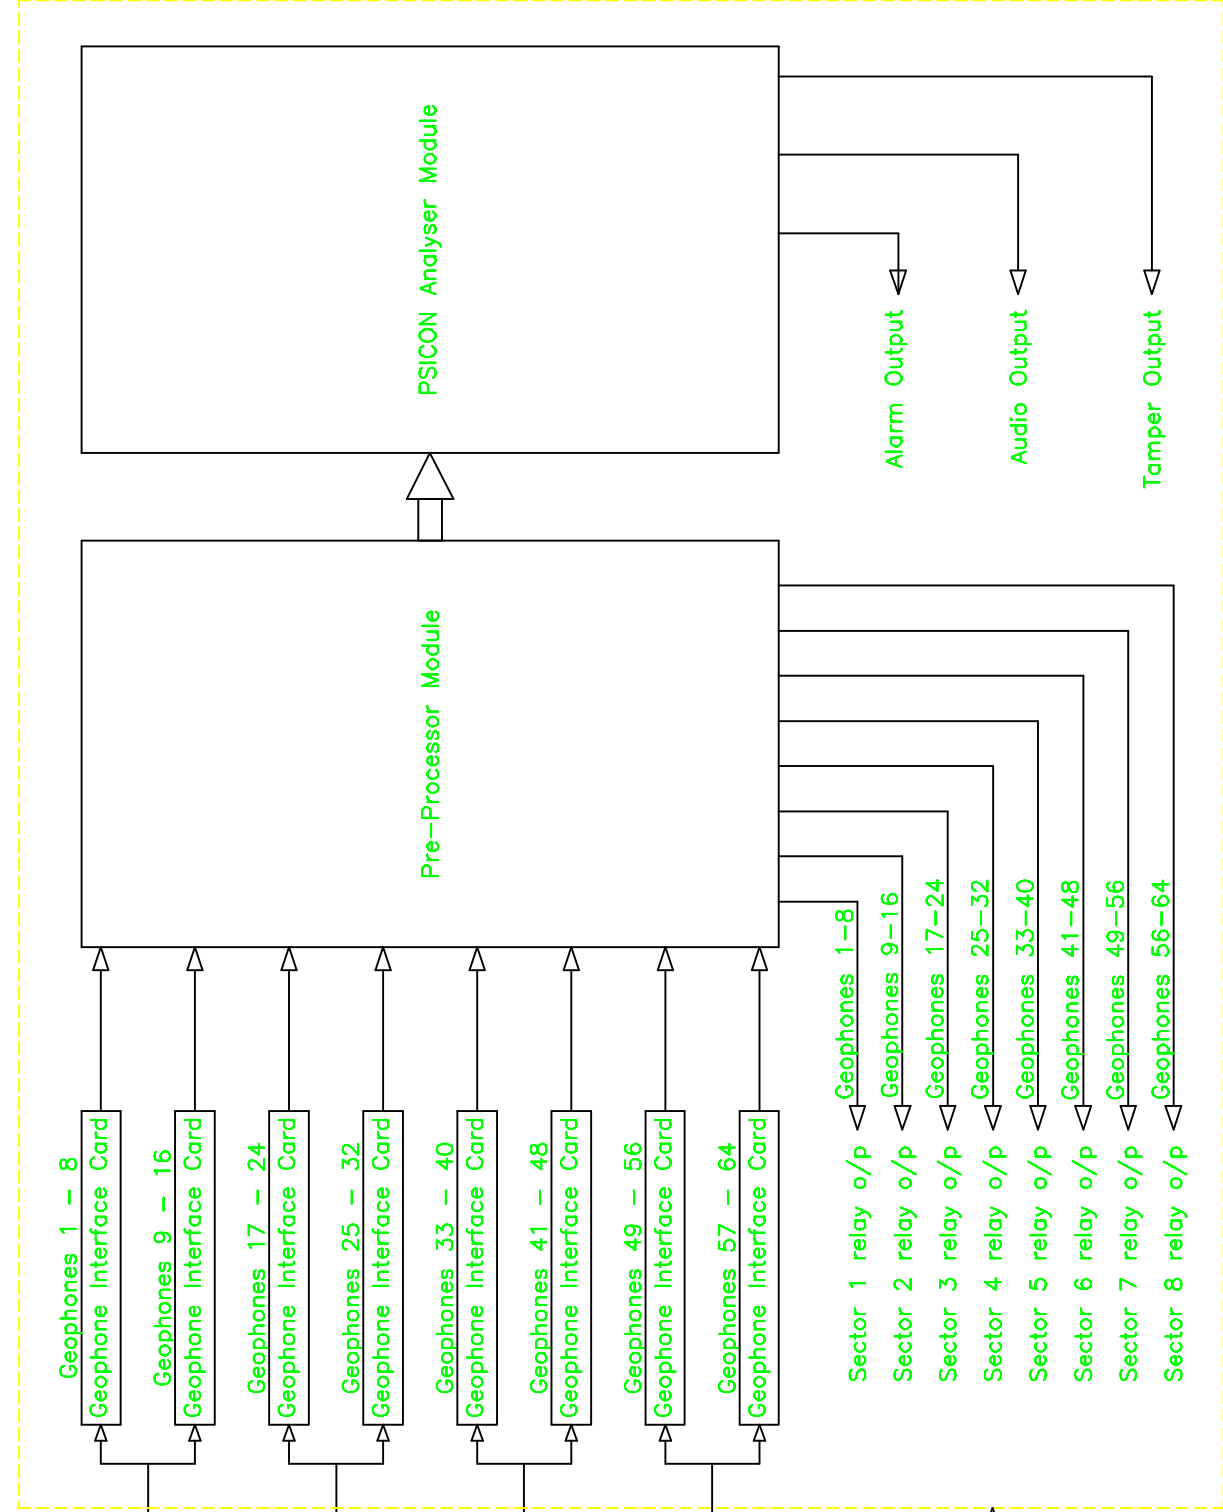 PSICON Analyser Module
Alarm Output
Audio Output
Tamper Output
Pre-Processor Module
Geophones 1-8
Geophones 9-16
Geophones 17-24
Geophones 25-32
Geophones 33-40
Geophones 41-48
Geophones 49-56
Geophones 56-64
Geophones 1 - 8
Geophone Interface Card
Geophones 9 - 16
Geophone Interface Card
Geophones 17 - 24
Geophone Interface Card
Geophones 25 - 32
Geophone Interface Card
Geophones 33 - 40
Geophone Interface Card
Geophones 41 - 48
Geophone Interface Card
Geophones 49 - 56
Geophone Interface Card
Geophones 57 - 64
Geophone Interface Card
Sector 1 relay o/p
Sector 2 relay o/p
Sector 3 relay o/p
Sector 4 relay o/p
Sector 5 relay o/p
Sector 6 relay o/p
Sector 7 relay o/p
Sector 8 relay o/p